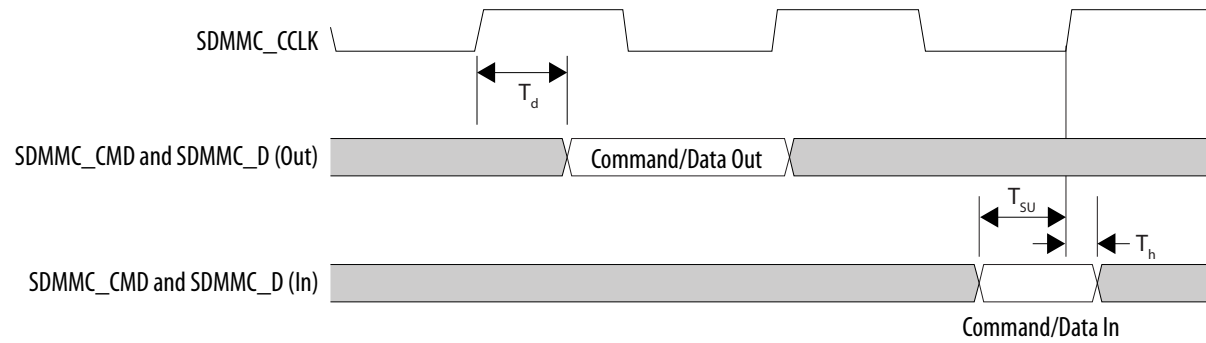 SDMMC_CCLK
T_d
SDMMC_CMD and SDMMC_D (Out)
Command/Data Out
T_SU
T_h
SDMMC_CMD and SDMMC_D (In)
Command/Data In